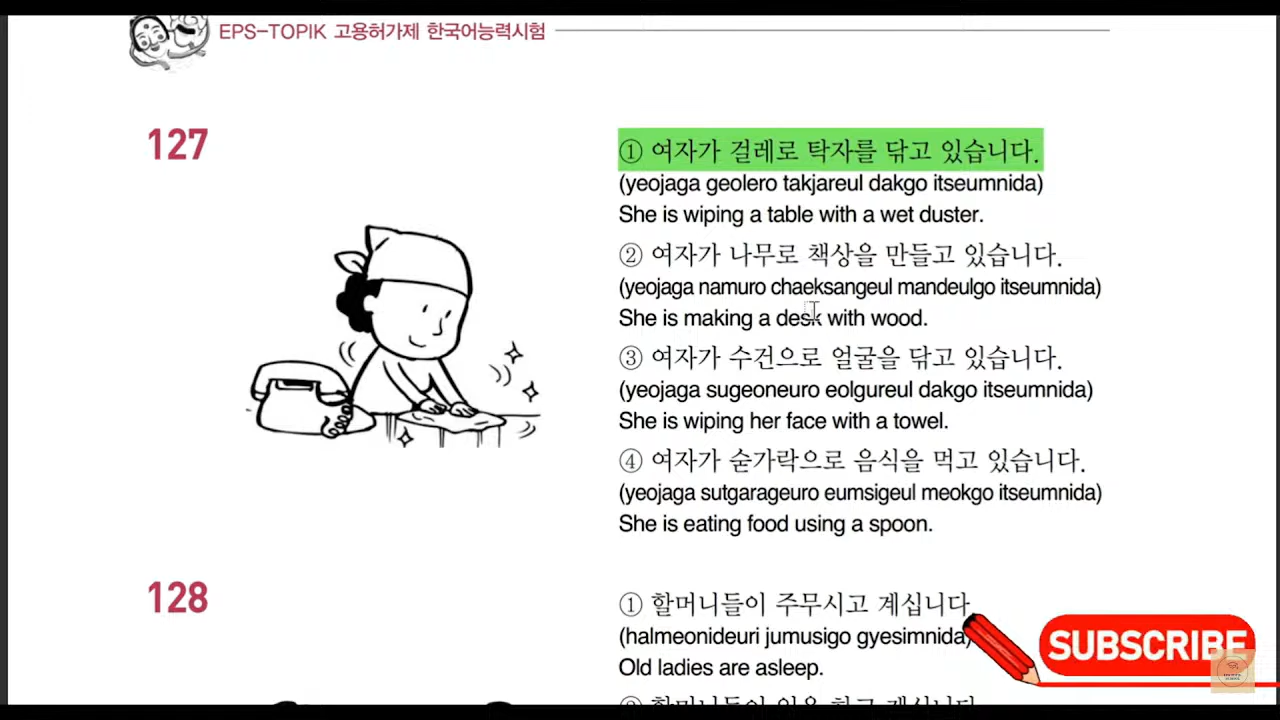 EPS-TOPIK 고용허가제 한국어능력시험
127
① 여자가 걸레로 탁자를 닦고 있습니다.
(yeojaga geolero takjareul dakgo itseumnida)
She is wiping a table with a wet duster.
② 여자가 나무로 책상을 만들고 있습니다.
(yeojaga namuro chaeksangeul mandeulgo itseumnida)
She is making a desk with wood.
③ 여자가 수건으로 얼굴을 닦고 있습니다.
(yeojaga sugeoneuro eolgureul dakgo itseumnida)
She is wiping her face with a towel.
④ 여자가 숟가락으로 음식을 먹고 있습니다.
(yeojaga sutgarageuro eumsigeul meokgo itseumnida)
She is eating food using a spoon.
128
① 할머니들이 주무시고 계십니다.
(halmeonideuri jumusigo gyesimnida)
Old ladies are asleep.
SUBSCRIBE